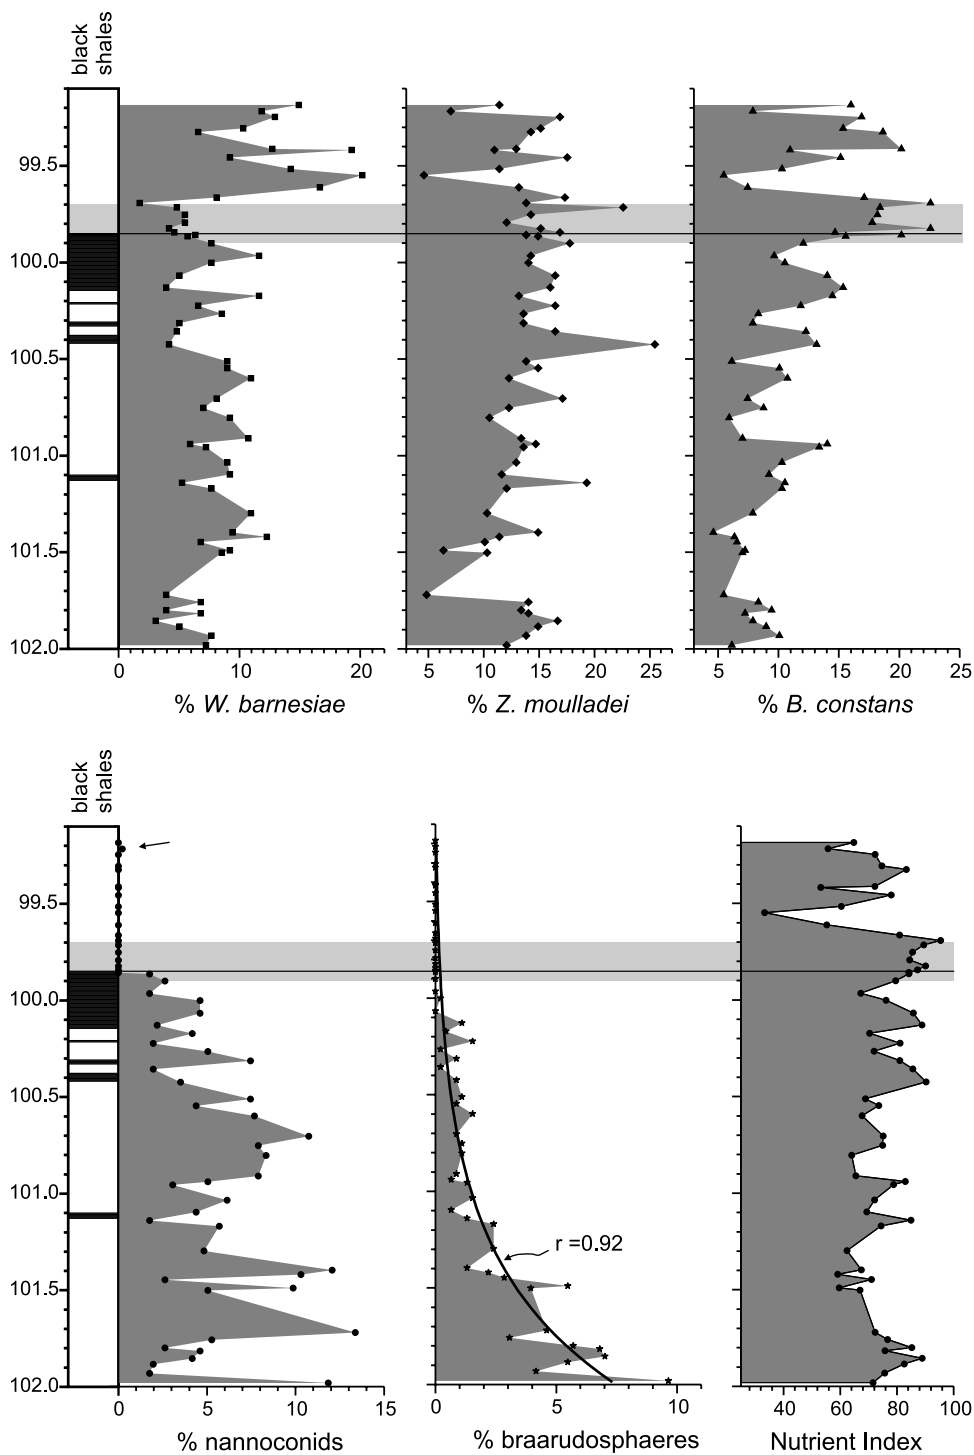 black
shales
99.5
100.0
100.5
101.0
101.5
102.0
0 10 20
5 10 15 20 25
5 10 15 20 25
% W. barnesiae
% Z. moulladei
% B. constans
black
shales
99.5
100.0
100.5
101.0
101.5
102.0
r =0.92
0 5 10 15
0 5 10
40 60 80 100
% nannoconids
% braarudosphaeres
Nutrient Index